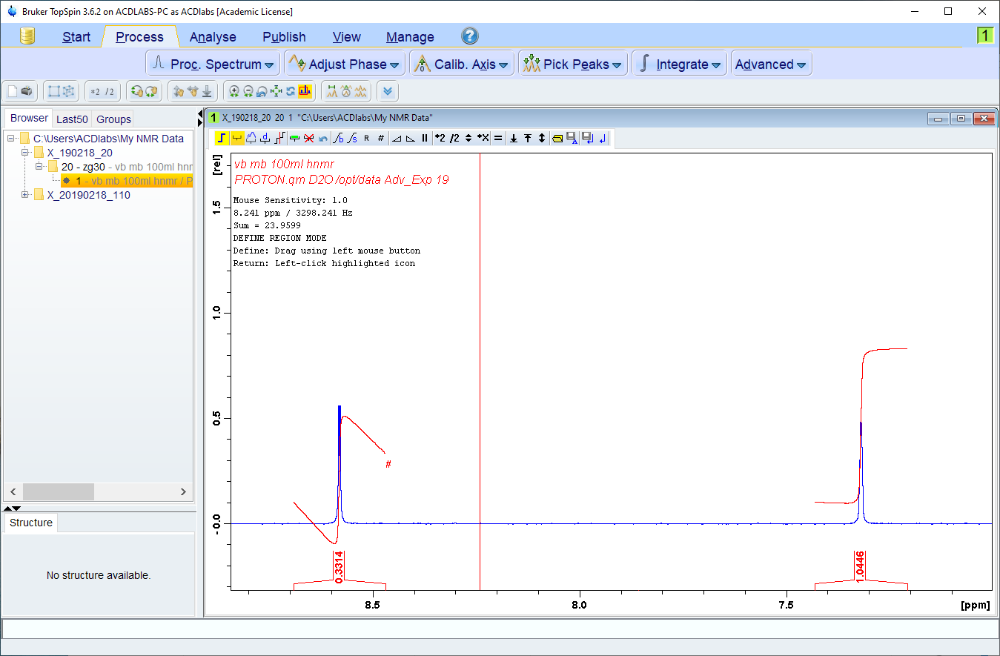 Bruker TopSpin 3.6.2 on ACDLABS-PC as ACDlabs [Academic License]
Start Process Analyse Publish View Manage ? 1
Proc. Spectrum Adjust Phase Calib. Axis Pick Peaks Integrate Advanced
*2 /2
Browser Last50 Groups
C:\Users\ACDlabs\My NMR Data
X_190218_20
20 - zg30 - vb mb 100ml hnr
1 - vb mb 100ml hnmr / P
X_20190218_110
Structure
No structure available.
1 X_190218_20 20 1 "C:\Users\ACDlabs\My NMR Data"
R # *2 /2 *X =
[rel]
vb mb 100ml hnmr
PROTON.qm D2O /opt/data Adv_Exp 19
Mouse Sensitivity: 1.0
8.241 ppm / 3298.241 Hz
Sum = 23.9599
DEFINE REGION MODE
Define: Drag using left mouse button
Return: Left-click highlighted icon
1.5
1.0
0.5
-0.0
#
0.3314
1.0446
8.5 8.0 7.5 [ppm]